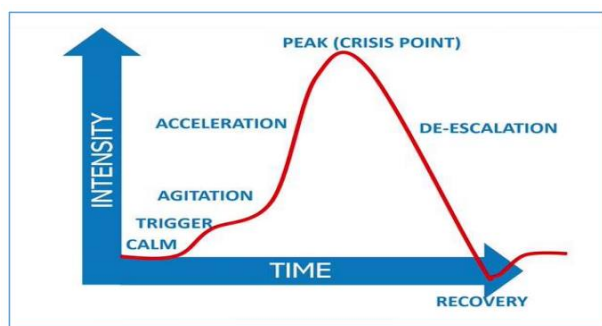 PEAK (CRISIS POINT)
ACCELERATION
DE-ESCALATION
INTENSITY
AGITATION
TRIGGER
CALM
TIME
RECOVERY